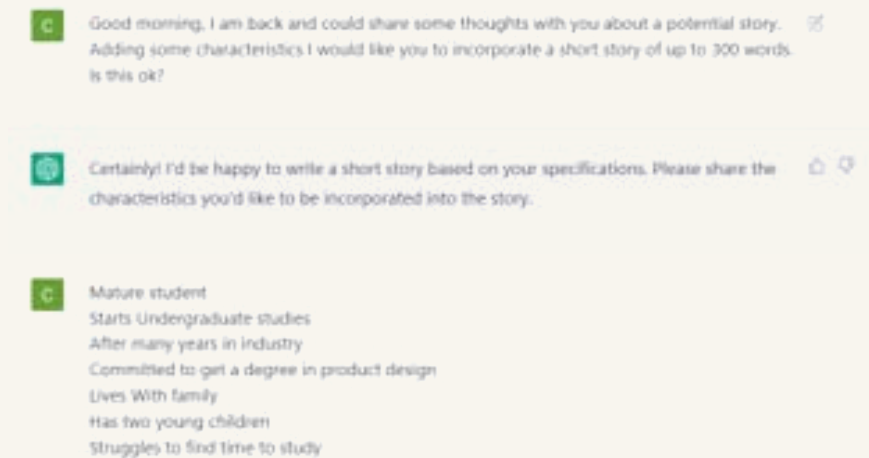 C
Good morning, I am back and could share some thoughts with you about a potential story.
Adding some characteristics I would like you to incorporate a short story of up to 300 words.
Is this ok?
Certainly! I'd be happy to write a short story based on your specifications. Please share the
characteristics you'd like to be incorporated into the story.
C
Mature student
Starts Undergraduate studies
After many years in industry
Committed to get a degree in product design
Lives With family
Has two young children
Struggles to find time to study